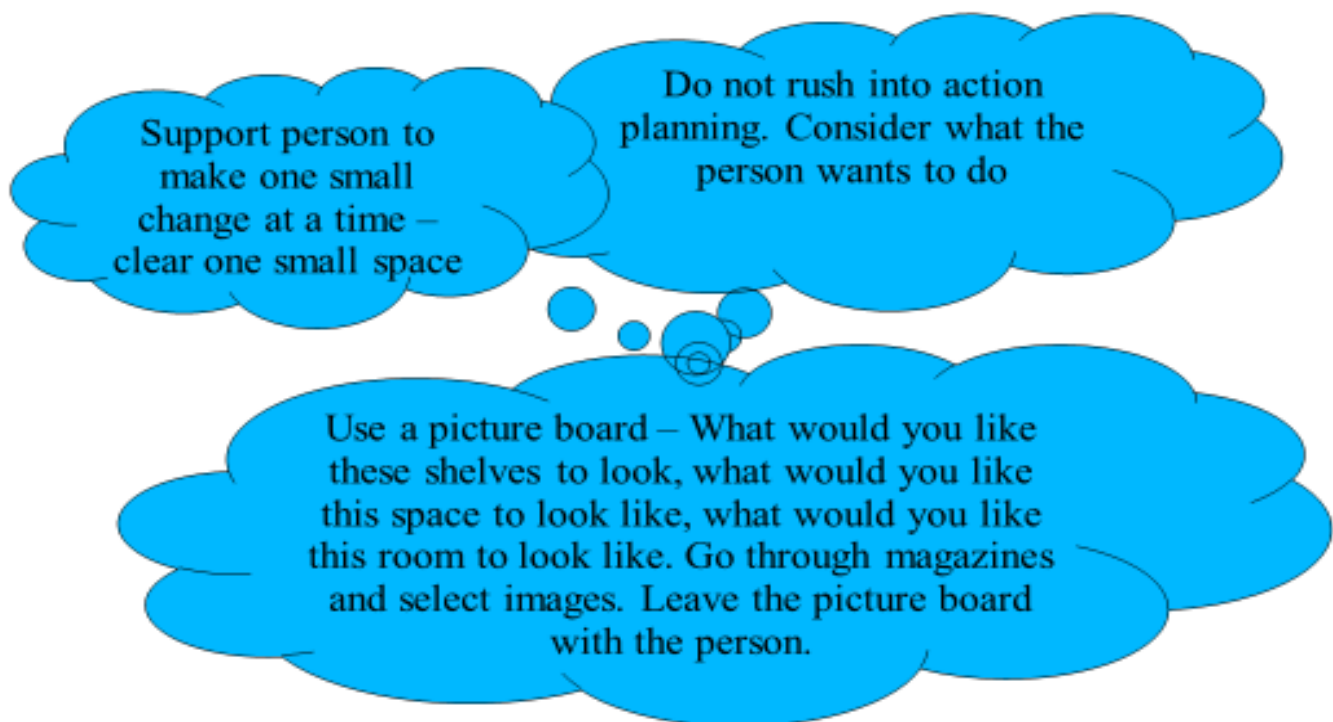 Support person to
make one small
change at a time –
clear one small space
Do not rush into action
planning. Consider what the
person wants to do
Use a picture board – What would you like
these shelves to look, what would you like
this space to look like, what would you like
this room to look like. Go through magazines
and select images. Leave the picture board
with the person.